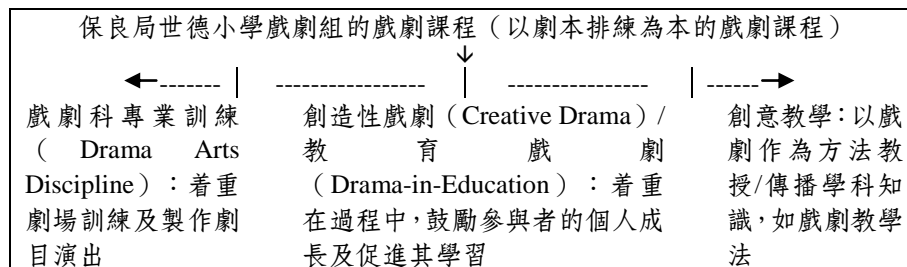 保良局世德小學戲劇組的戲劇課程（以劇本排練為本的戲劇課程）
戲劇科專業訓練
（Drama Arts
Discipline）：着重
劇場訓練及製作劇
目演出
創造性戲劇（Creative Drama）/
教育戲劇
（Drama-in-Education）：着重
在過程中，鼓勵參與者的個人成
長及促進其學習
創意教學：以戲
劇作為方法教
授/傳播學科知
識，如戲劇教學
法